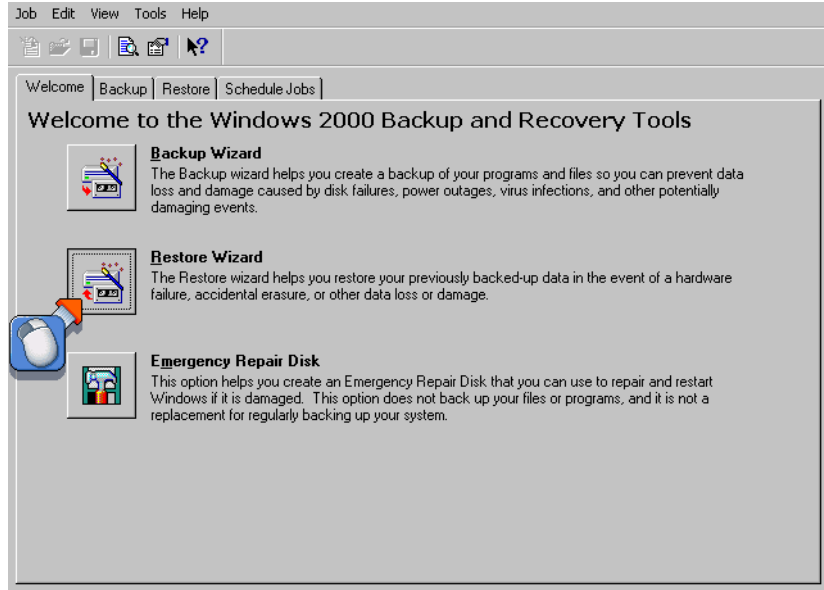 Job Edit View Tools Help
Welcome Backup Restore Schedule Jobs
Welcome to the Windows 2000 Backup and Recovery Tools
Backup Wizard
The Backup wizard helps you create a backup of your programs and files so you can prevent data
loss and damage caused by disk failures, power outages, virus infections, and other potentially
damaging events.
Restore Wizard
The Restore wizard helps you restore your previously backed-up data in the event of a hardware
failure, accidental erasure, or other data loss or damage.
Emergency Repair Disk
This option helps you create an Emergency Repair Disk that you can use to repair and restart
Windows if it is damaged. This option does not back up your files or programs, and it is not a
replacement for regularly backing up your system.